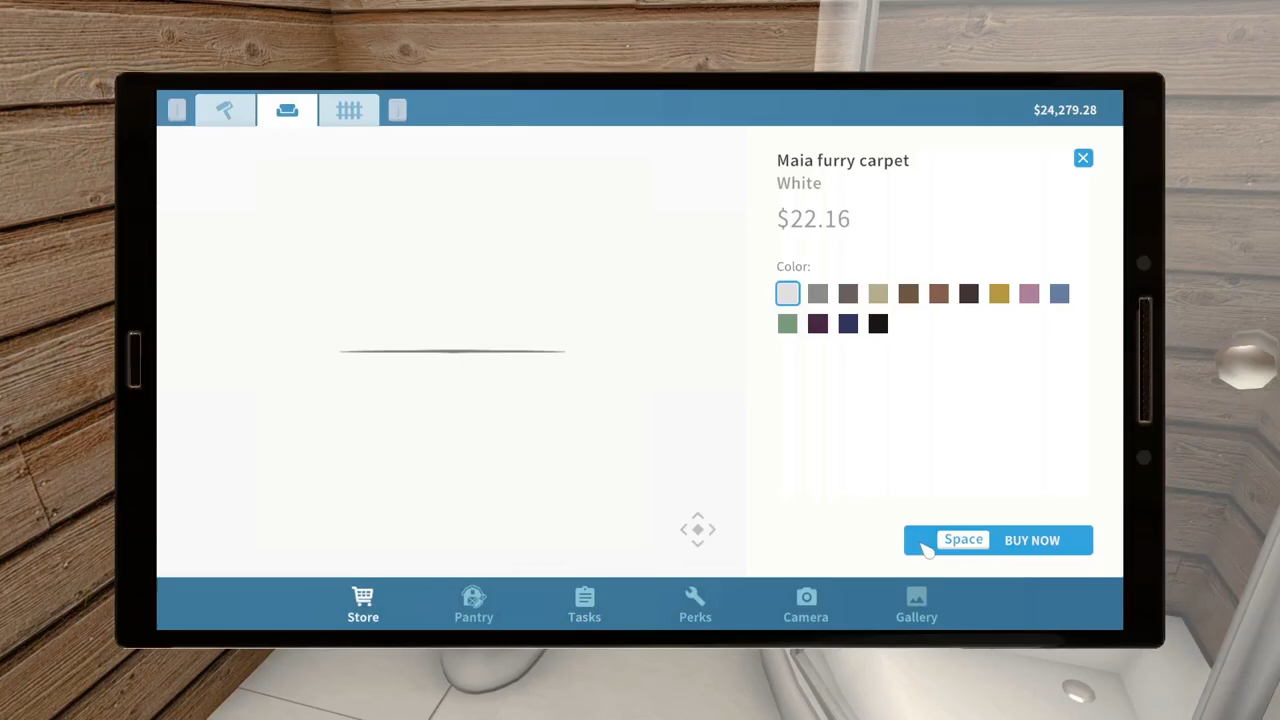 $24,279.28
Maia furry carpet
White
$22.16
Color:
Space BUY NOW
Store Pantry Tasks Perks Camera Gallery